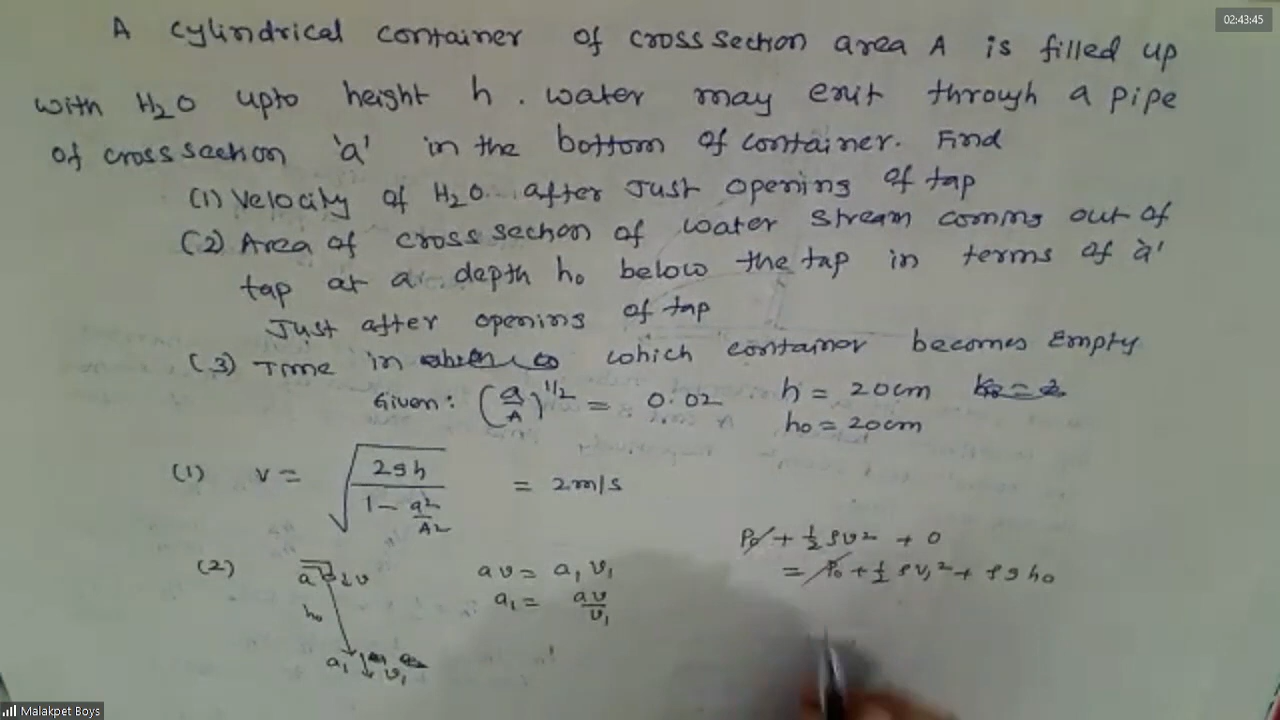 02:43:45
A cylindrical container of cross section area A is filled up
with H₂O upto height h. water may exit through a pipe
of cross section 'a' in the bottom of container. Find
(1) Velocity of H₂O after Just opening of tap
(2) Area of cross section of water stream coming out of
tap at a depth h₀ below the tap in terms of 'a'
Just after opening of tap
(3) Time in which container becomes Empty
Given: (a/A)^1/2 = 0.02 h = 20cm
h₀ = 20cm
(1) v = √(2gh / (1 - a²/A²)) = 2m/s
P₀ + ½ρv² + 0
(2) a v av = a₁v₁ = P₀ + ½ρv₁² + ρgh₀
h₀ a₁ = av/v₁
a₁ v₁
Malakpet Boys